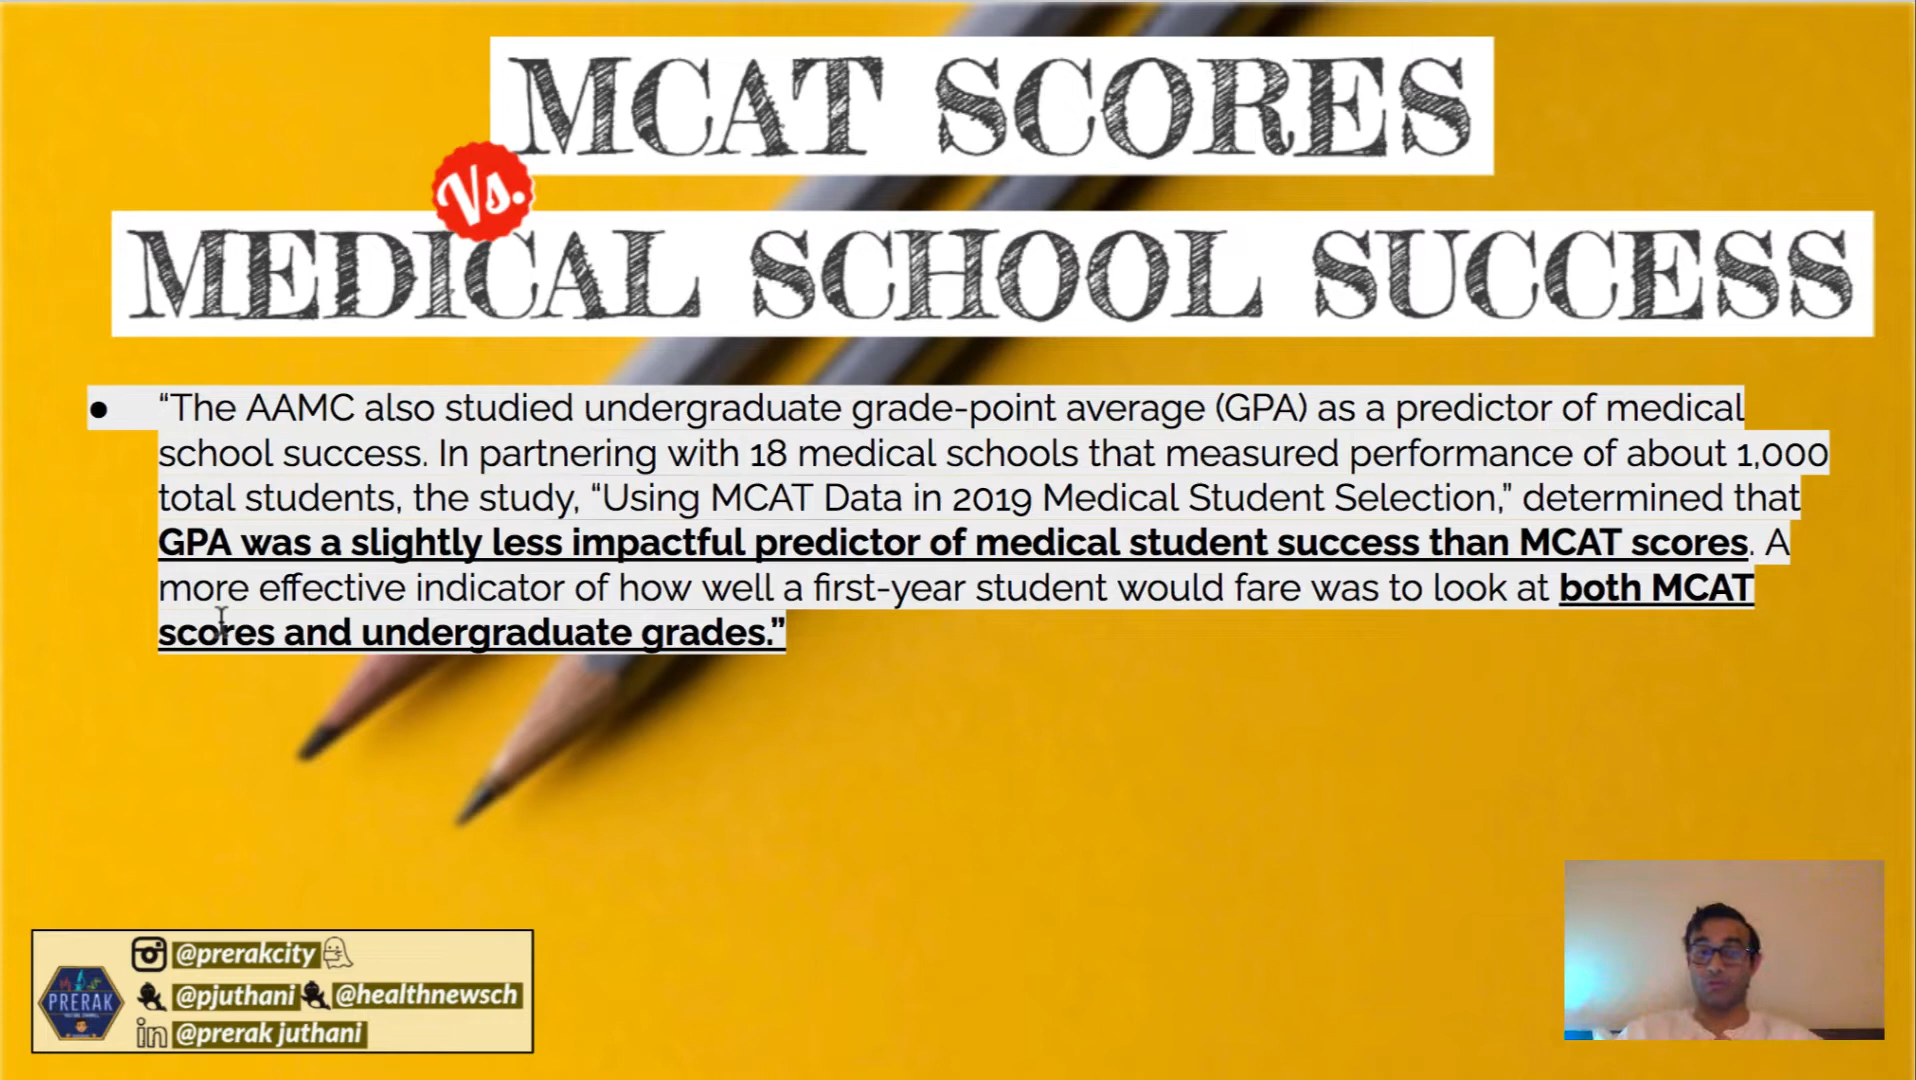 MCAT SCORES
Vs.
MEDICAL SCHOOL SUCCESS
● “The AAMC also studied undergraduate grade-point average (GPA) as a predictor of medical
school success. In partnering with 18 medical schools that measured performance of about 1,000
total students, the study, “Using MCAT Data in 2019 Medical Student Selection,” determined that
GPA was a slightly less impactful predictor of medical student success than MCAT scores. A
more effective indicator of how well a first-year student would fare was to look at both MCAT
scores and undergraduate grades.”
@prerakcity
@pjuthani @healthnewsch
in @prerak juthani
PRERAK